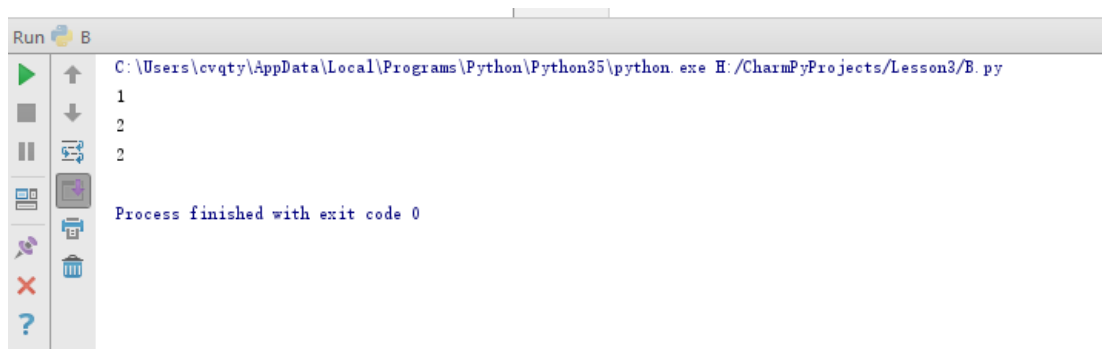 Run B
C:\Users\cvqty\AppData\Local\Programs\Python\Python35\python.exe H:/CharmPyProjects/Lesson3/B.py
1
2
2
Process finished with exit code 0
?